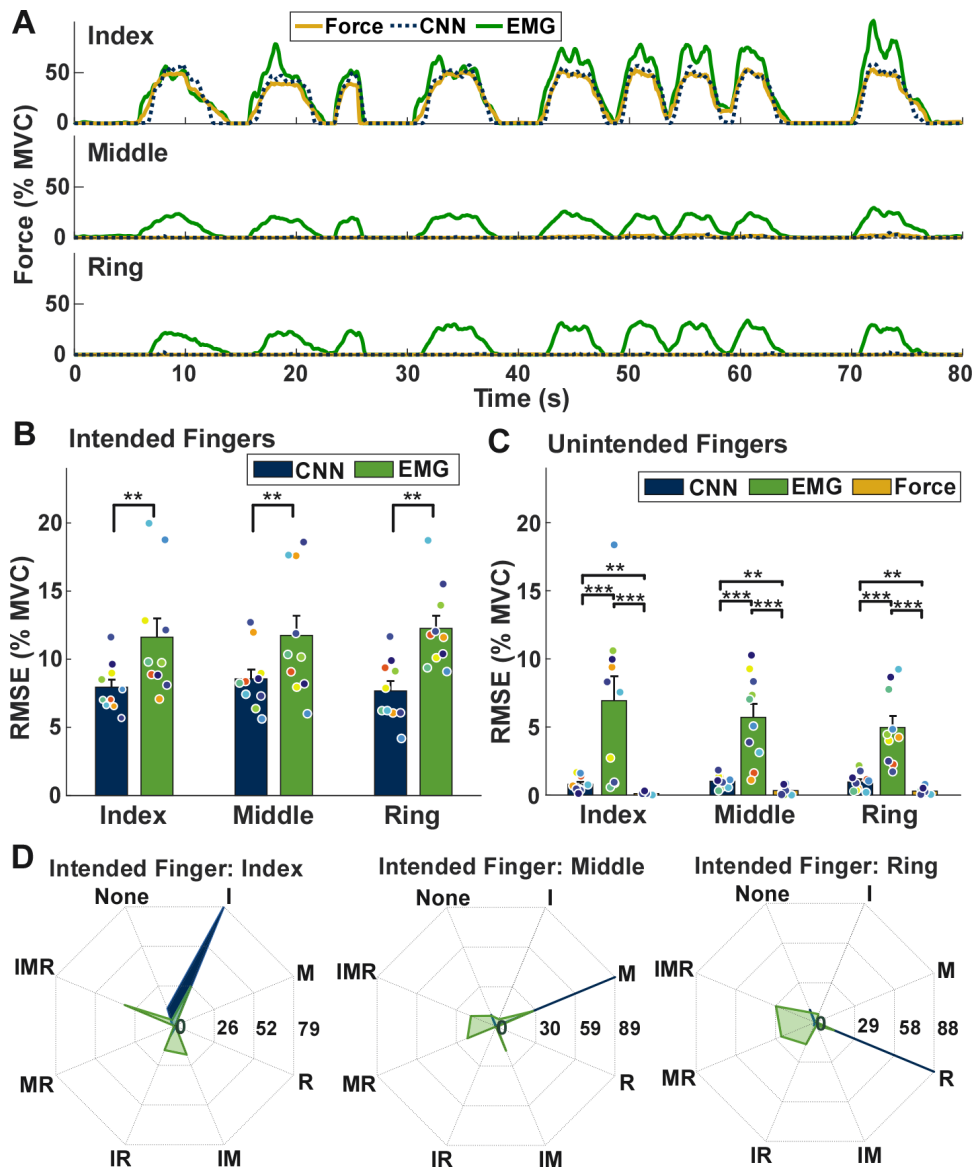 A
Index
Force CNN EMG
50
0
Middle
50
0
Ring
50
0
Force (% MVC)
0 10 20 30 40 50 60 70 80
Time (s)
B Intended Fingers
CNN EMG
** ** **
20
15
10
5
0
RMSE (% MVC)
Index Middle Ring
C Unintended Fingers
CNN EMG Force
** ** **
*** *** *** *** *** ***
20
15
10
5
0
RMSE (% MVC)
Index Middle Ring
D
Intended Finger: Index
None I
IMR M
0 26 52 79
MR R
IR IM
Intended Finger: Middle
None I
IMR M
0 30 59 89
MR R
IR IM
Intended Finger: Ring
None I
IMR M
0 29 58 88
MR R
IR IM